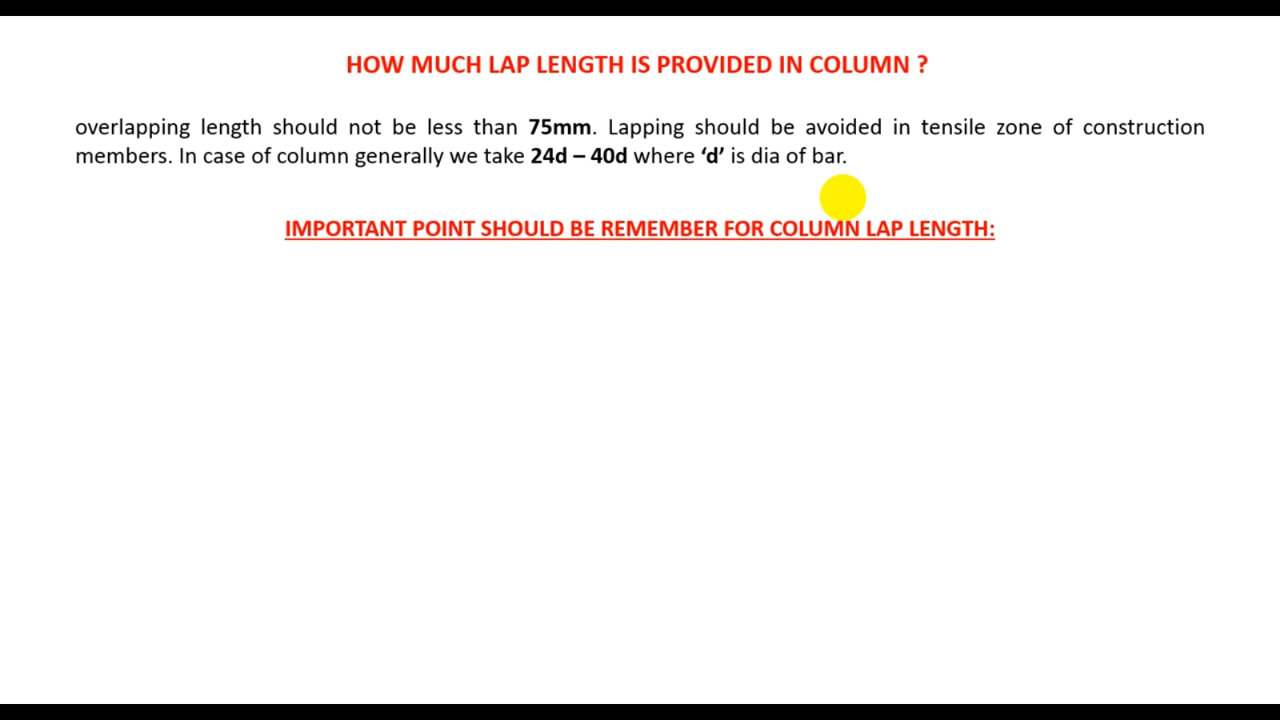 HOW MUCH LAP LENGTH IS PROVIDED IN COLUMN ?
overlapping length should not be less than 75mm. Lapping should be avoided in tensile zone of construction
members. In case of column generally we take 24d – 40d where ‘d’ is dia of bar.
IMPORTANT POINT SHOULD BE REMEMBER FOR COLUMN LAP LENGTH: